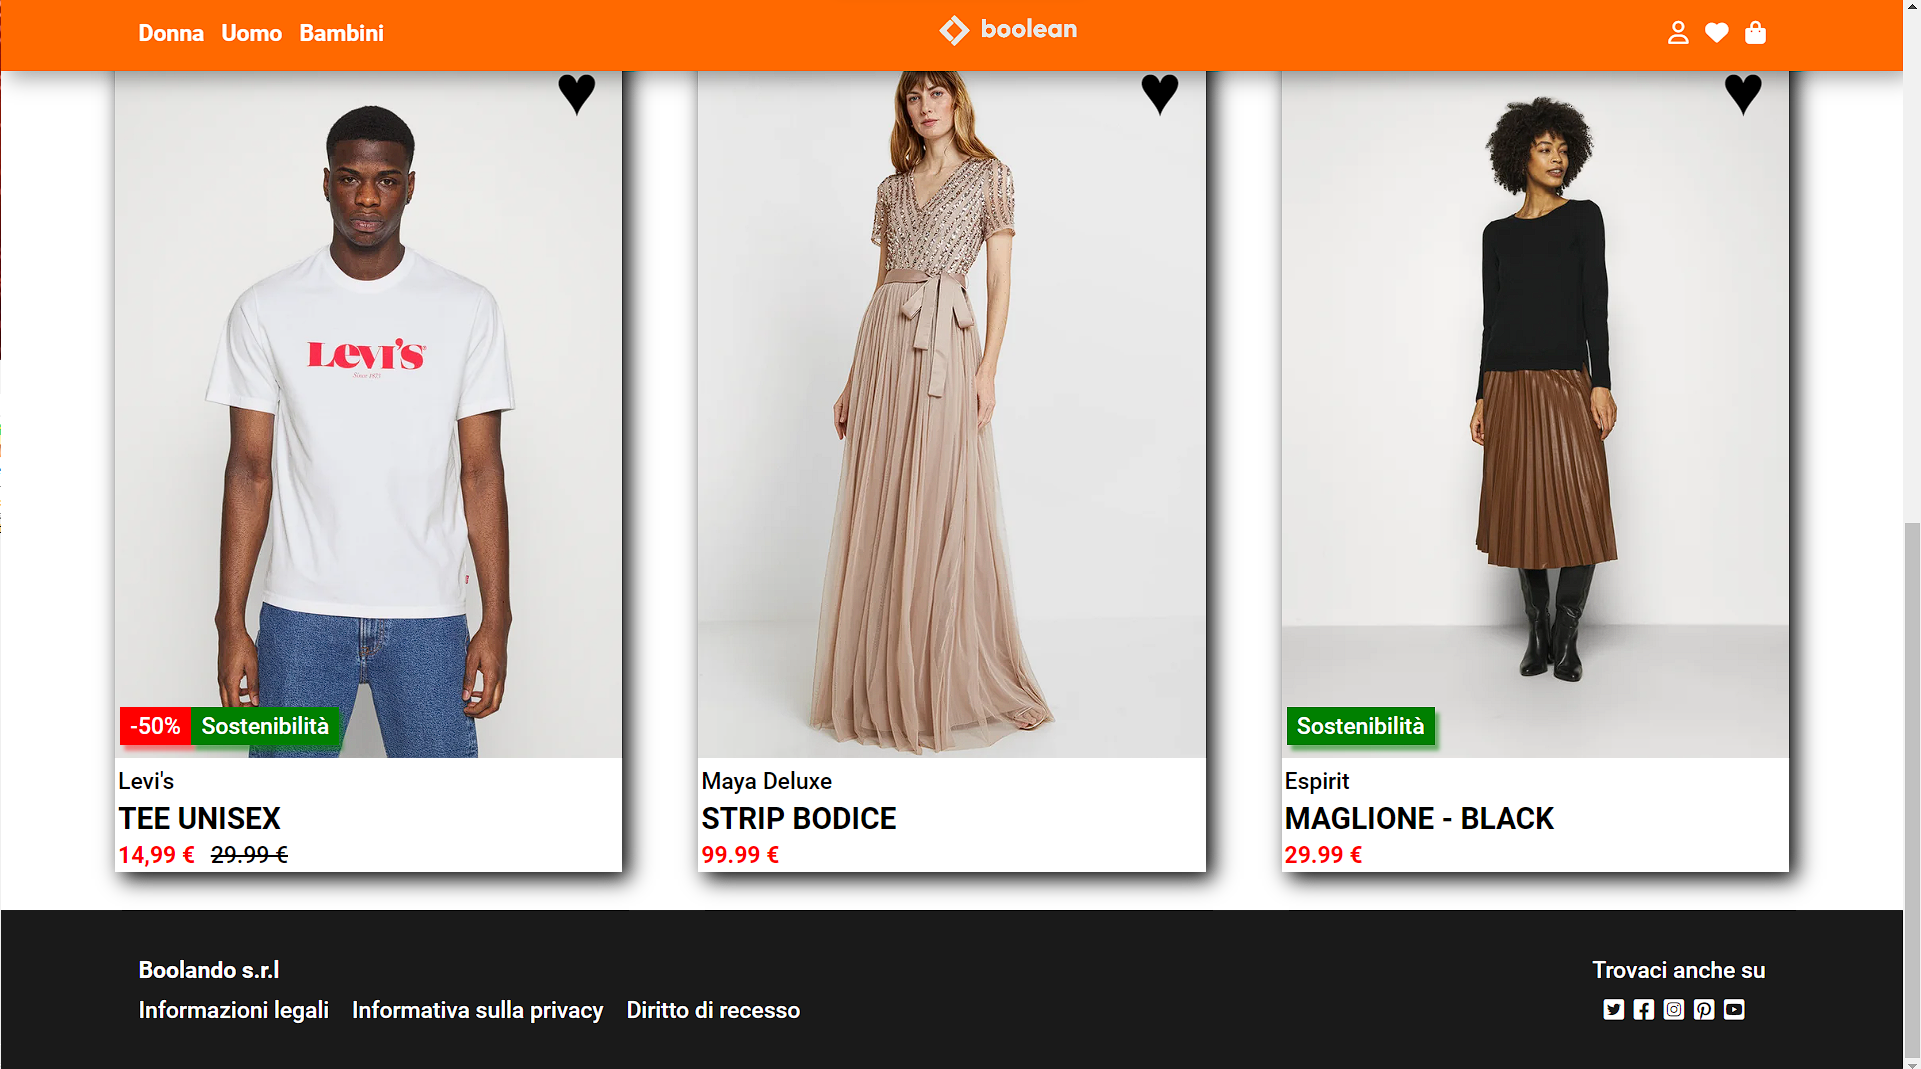 Donna Uomo Bambini
boolean
LEVI'S
Since 1873
-50% Sostenibilità
Sostenibilità
Levi's
TEE UNISEX
14,99 € 29.99 €
Maya Deluxe
STRIP BODICE
99.99 €
Espirit
MAGLIONE - BLACK
29.99 €
Boolando s.r.l
Informazioni legali Informativa sulla privacy Diritto di recesso
Trovaci anche su